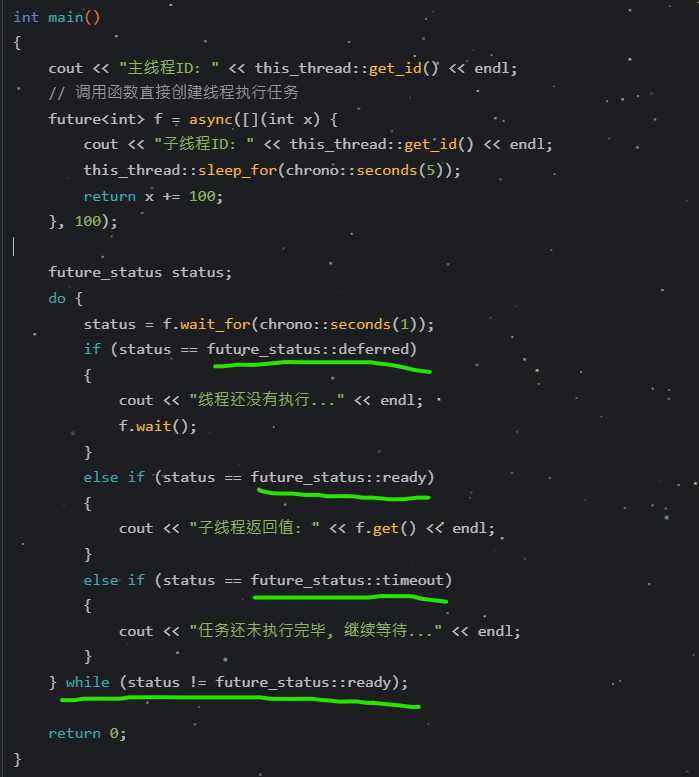 int main()
{
    cout << "主线程ID: " << this_thread::get_id() << endl;
    // 调用函数直接创建线程执行任务
    future<int> f = async([](int x) {
        cout << "子线程ID: " << this_thread::get_id() << endl;
        this_thread::sleep_for(chrono::seconds(5));
        return x += 100;
    }, 100);

    future_status status;
    do {
        status = f.wait_for(chrono::seconds(1));
        if (status == future_status::deferred)
        {
            cout << "线程还没有执行..." << endl;
            f.wait();
        }
        else if (status == future_status::ready)
        {
            cout << "子线程返回值: " << f.get() << endl;
        }
        else if (status == future_status::timeout)
        {
            cout << "任务还未执行完毕, 继续等待..." << endl;
        }
    } while (status != future_status::ready);

    return 0;
}